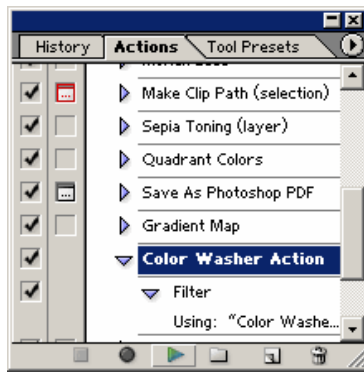 History Actions Tool Presets
Make Clip Path (selection)
Sepia Toning (layer)
Quadrant Colors
Save As Photoshop PDF
Gradient Map
Color Washer Action
Filter
Using: “Color Washe...